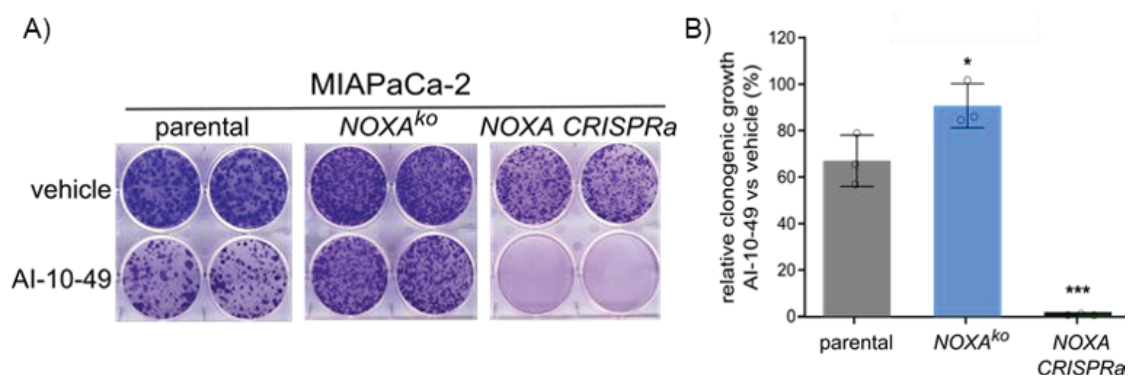 A)
MIAPaCa-2
parental NOXAko NOXA CRISPRa
vehicle
AI-10-49
B)
relative clonogenic growth
AI-10-49 vs vehicle (%)
120
100
80
60
40
20
0
*
***
parental NOXAko NOXA
CRISPRa